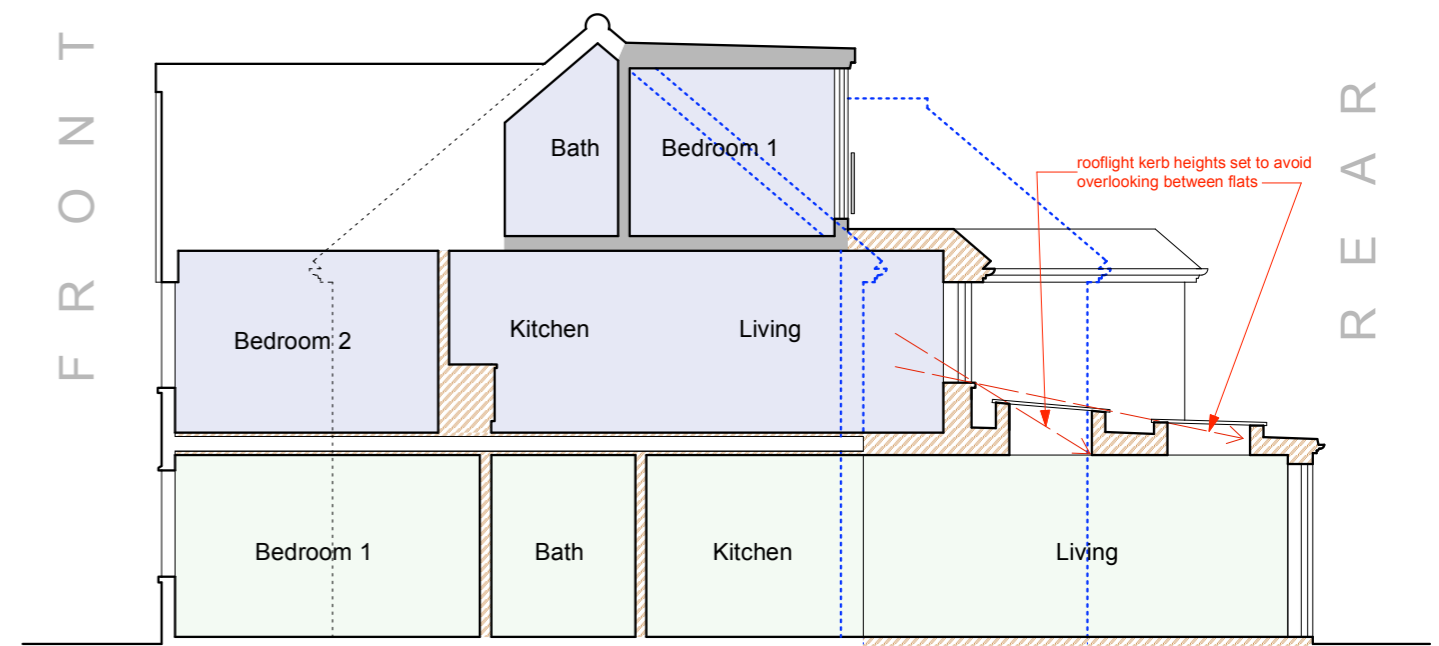 FRONT
Bath
Bedroom 1
rooflight kerb heights set to avoid
overlooking between flats
REAR
Bedroom 2
Kitchen
Living
Bedroom 1
Bath
Kitchen
Living